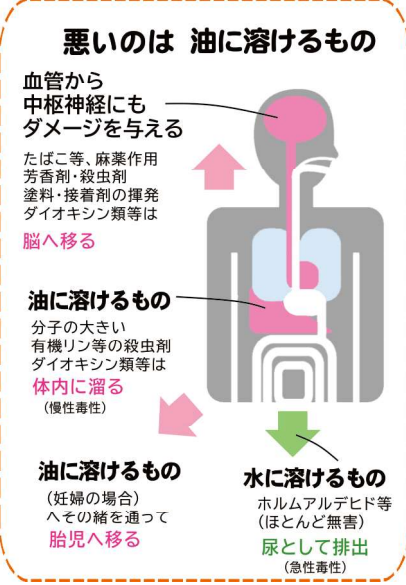 悪いのは 油に溶けるもの
血管から
中枢神経にも
ダメージを与える
たばこ等、麻薬作用
芳香剤・殺虫剤
塗料・接着剤の揮発
ダイオキシン類等は
脳へ移る
油に溶けるもの
分子の大きい
有機リン等の殺虫剤
ダイオキシン類等は
体内に溜る
(慢性毒性)
油に溶けるもの
(妊婦の場合)
へその緒を通って
胎児へ移る
水に溶けるもの
ホルムアルデヒド等
(ほとんど無害)
尿として排出
(急性毒性)